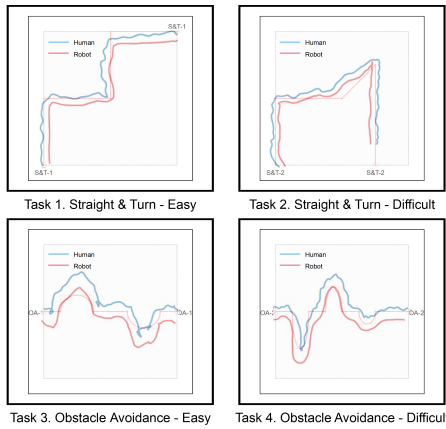 S&T-1
Human
Robot
S&T-1
Task 1. Straight & Turn - Easy
Human
Robot
S&T-2
S&T-2
Task 2. Straight & Turn - Difficult
Human
Robot
OA-1
OA-1
Task 3. Obstacle Avoidance - Easy
Human
Robot
OA-2
OA-2
Task 4. Obstacle Avoidance - Difficul